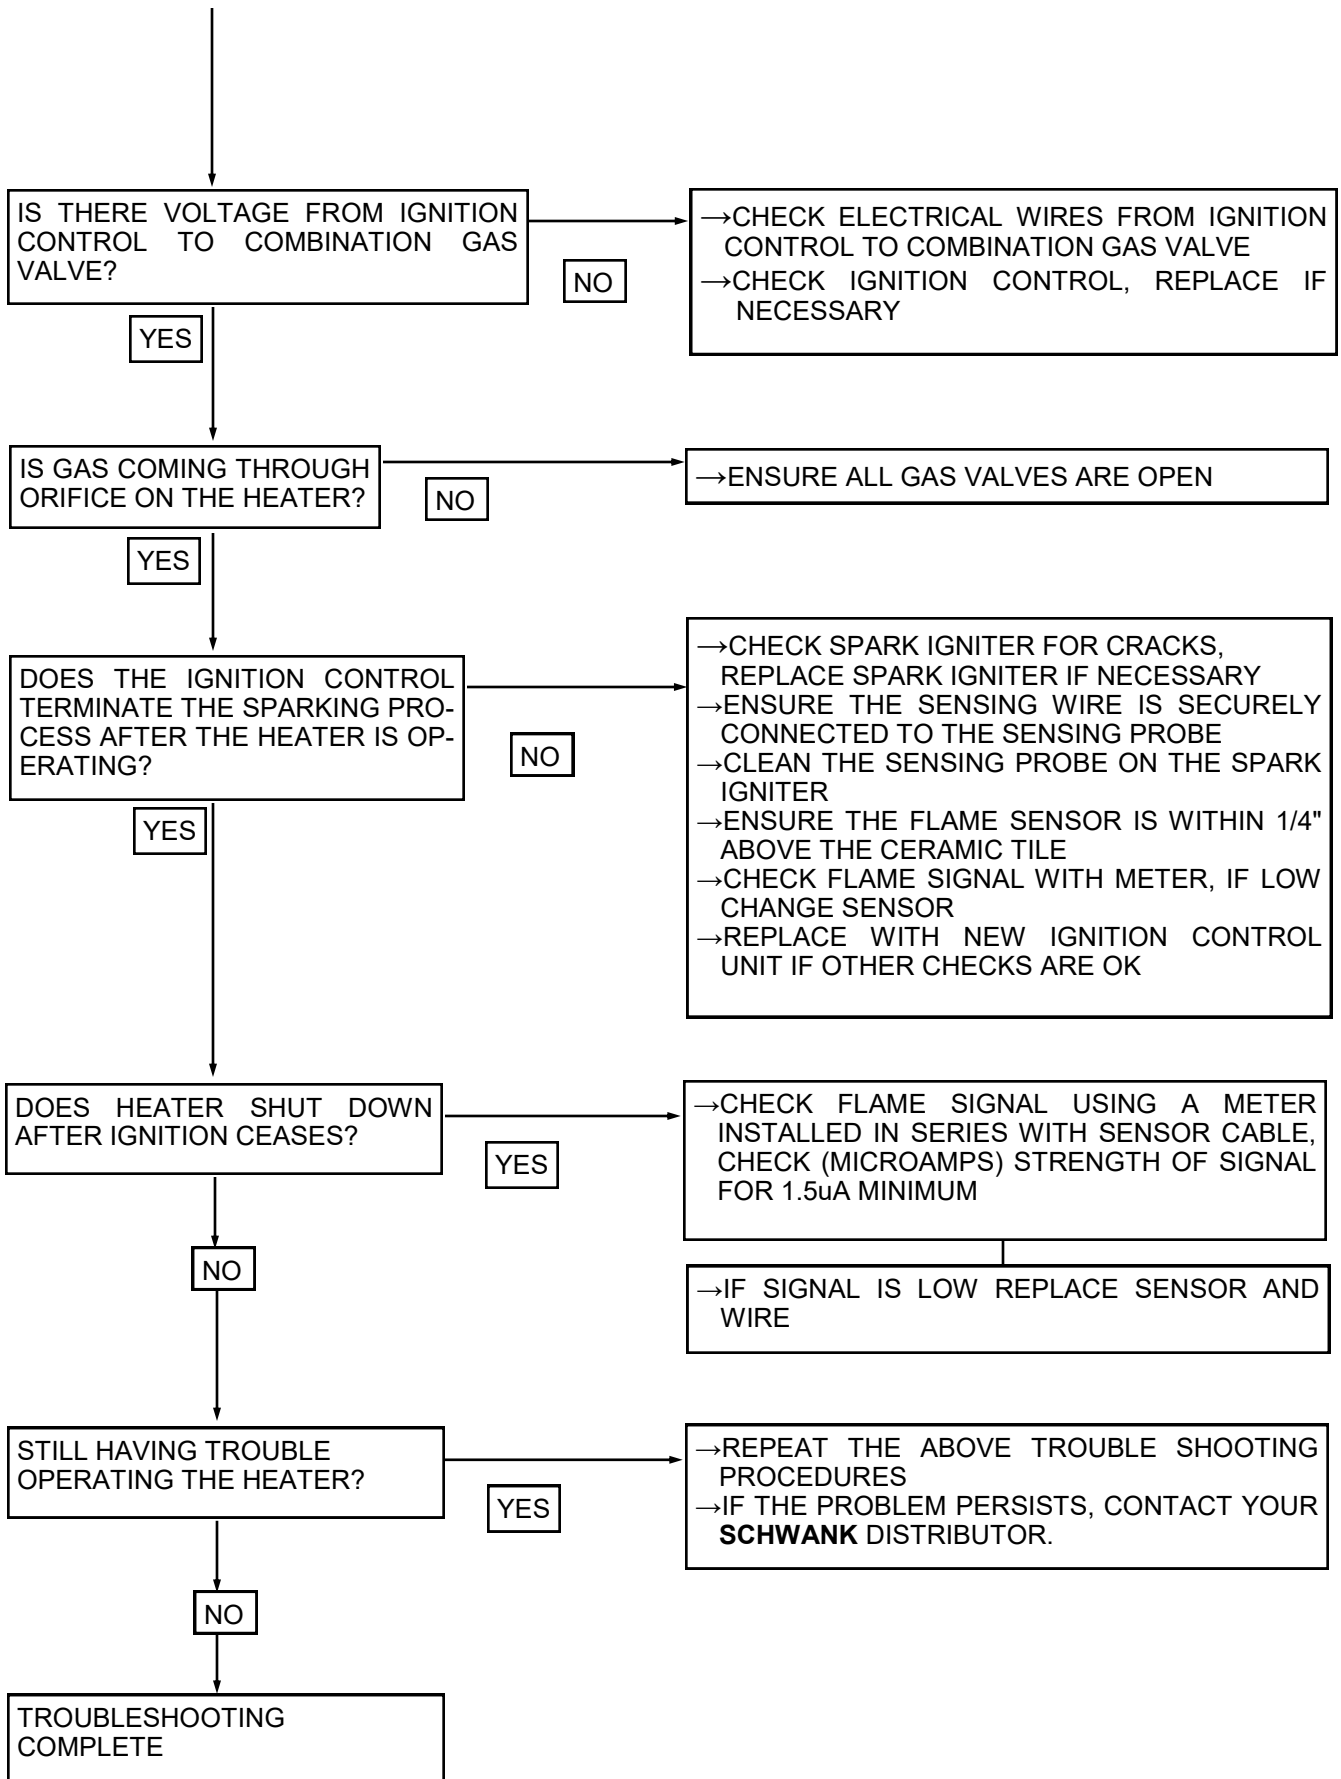 IS THERE VOLTAGE FROM IGNITION
CONTROL TO COMBINATION GAS
VALVE?
NO
→CHECK ELECTRICAL WIRES FROM IGNITION
CONTROL TO COMBINATION GAS VALVE
→CHECK IGNITION CONTROL, REPLACE IF
NECESSARY
YES
IS GAS COMING THROUGH
ORIFICE ON THE HEATER?
NO
→ENSURE ALL GAS VALVES ARE OPEN
YES
DOES THE IGNITION CONTROL
TERMINATE THE SPARKING PRO-
CESS AFTER THE HEATER IS OP-
ERATING?
NO
→CHECK SPARK IGNITER FOR CRACKS,
REPLACE SPARK IGNITER IF NECESSARY
→ENSURE THE SENSING WIRE IS SECURELY
CONNECTED TO THE SENSING PROBE
→CLEAN THE SENSING PROBE ON THE SPARK
IGNITER
→ENSURE THE FLAME SENSOR IS WITHIN 1/4"
ABOVE THE CERAMIC TILE
→CHECK FLAME SIGNAL WITH METER, IF LOW
CHANGE SENSOR
→REPLACE WITH NEW IGNITION CONTROL
UNIT IF OTHER CHECKS ARE OK
YES
DOES HEATER SHUT DOWN
AFTER IGNITION CEASES?
YES
→CHECK FLAME SIGNAL USING A METER
INSTALLED IN SERIES WITH SENSOR CABLE,
CHECK (MICROAMPS) STRENGTH OF SIGNAL
FOR 1.5uA MINIMUM
→IF SIGNAL IS LOW REPLACE SENSOR AND
WIRE
NO
STILL HAVING TROUBLE
OPERATING THE HEATER?
YES
→REPEAT THE ABOVE TROUBLE SHOOTING
PROCEDURES
→IF THE PROBLEM PERSISTS, CONTACT YOUR
SCHWANK DISTRIBUTOR.
NO
TROUBLESHOOTING
COMPLETE